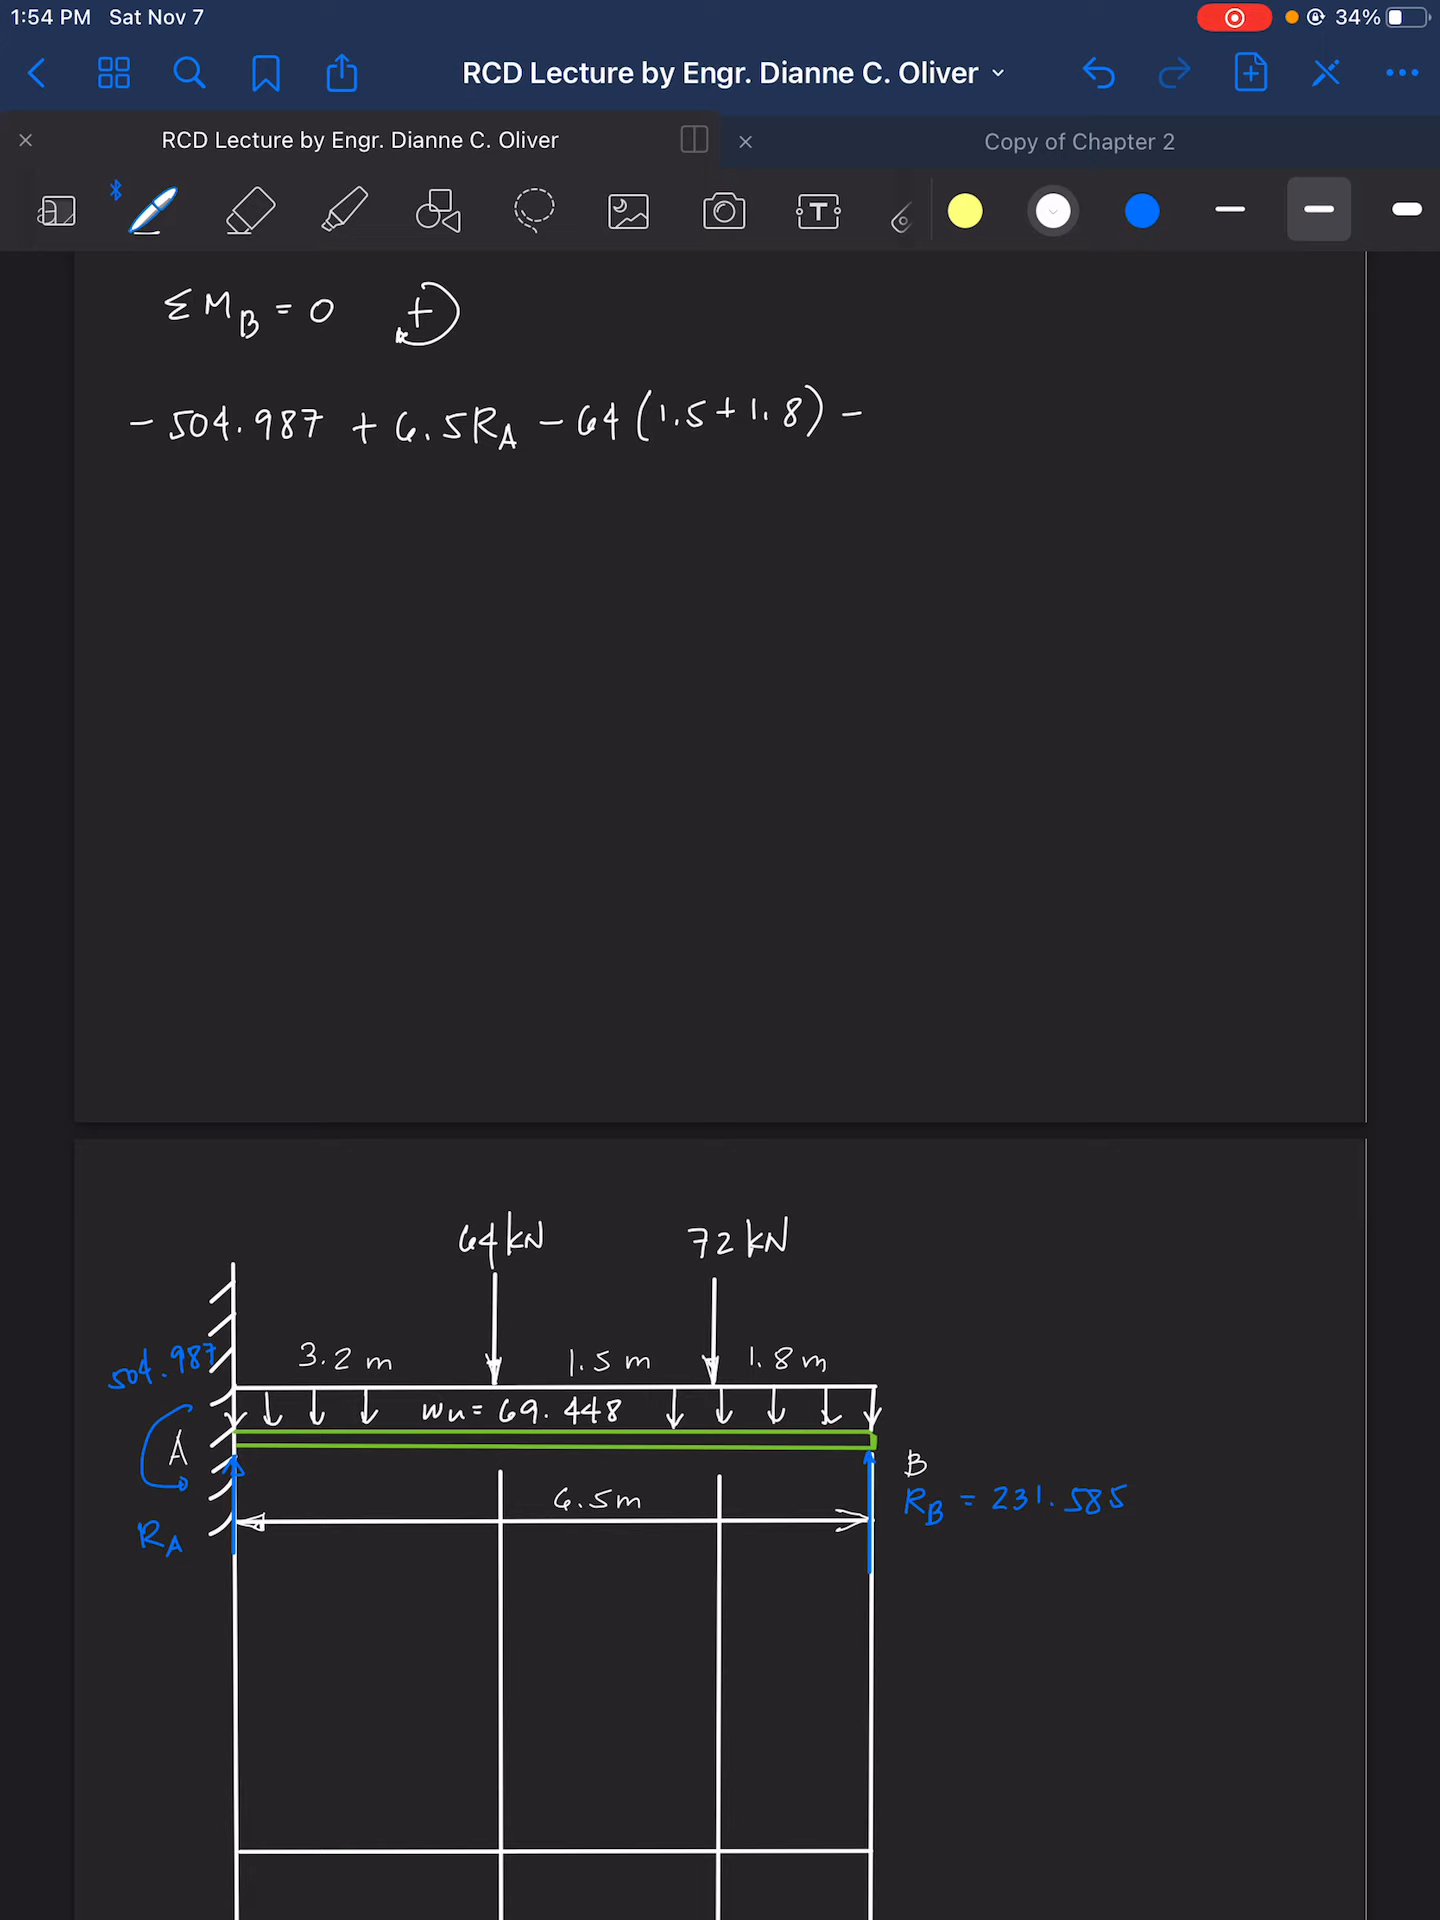 1:54 PM Sat Nov 7
34%
RCD Lecture by Engr. Dianne C. Oliver
RCD Lecture by Engr. Dianne C. Oliver
Copy of Chapter 2
T
ΣM_B = 0 +
- 504.987 + 6.5R_A - 64(1.5+1.8) -
64 kN 72 kN
504.987 3.2 m 1.5 m 1.8 m
Wu = 69.448
A
B
6.5m
R_B = 231.585
R_A